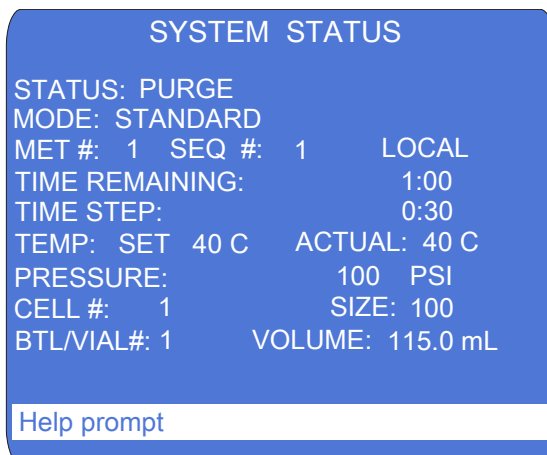 SYSTEM STATUS
STATUS: PURGE
MODE: STANDARD
MET #: 1 SEQ #: 1 LOCAL
TIME REMAINING: 1:00
TIME STEP: 0:30
TEMP: SET 40 C ACTUAL: 40 C
PRESSURE: 100 PSI
CELL #: 1 SIZE: 100
BTL/VIAL#: 1 VOLUME: 115.0 mL
Help prompt